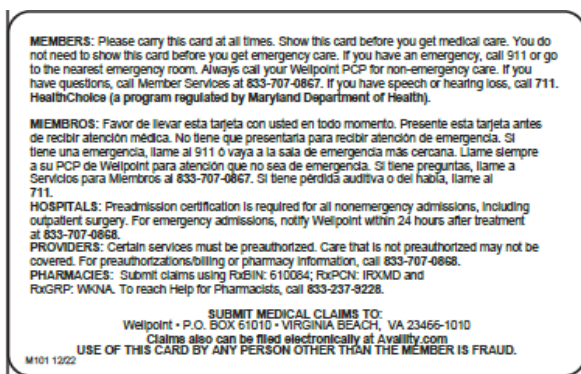 MEMBERS: Please carry this card at all times. Show this card before you get medical care. You do
not need to show this card before you get emergency care. If you have an emergency, call 911 or go
to the nearest emergency room. Always call your Wellpoint PCP for non-emergency care. If you
have questions, call Member Services at 833-707-0867. If you have speech or hearing loss, call 711.
HealthChoice (a program regulated by Maryland Department of Health).
MIEMBROS: Favor de llevar esta tarjeta con usted en todo momento. Presente esta tarjeta antes
de recibir atención médica. No tiene que presentarla para recibir atención de emergencia. Si
tiene una emergencia, llame al 911 ó vaya a la sala de emergencia más cercana. Llame siempre
a su PCP de Wellpoint para atención que no sea de emergencia. Si tiene preguntas, llame a
Servicios para Miembros al 833-707-0867. Si tiene pérdida auditiva o del habla, llame al
711.
HOSPITALS: Preadmission certification is required for all nonemergency admissions, including
outpatient surgery. For emergency admissions, notify Wellpoint within 24 hours after treatment
at 833-707-0868.
PROVIDERS: Certain services must be preauthorized. Care that is not preauthorized may not be
covered. For preauthorizations/billing or pharmacy information, call 833-707-0868.
PHARMACIES: Submit claims using RxBIN: 610084; RxPCN: IRXMD and
RxGRP: WKNA. To reach Help for Pharmacists, call 833-237-9228.
SUBMIT MEDICAL CLAIMS TO:
Wellpoint • P.O. BOX 61010 • VIRGINIA BEACH, VA 23466-1010
Claims also can be filed electronically at Availity.com
USE OF THIS CARD BY ANY PERSON OTHER THAN THE MEMBER IS FRAUD.
M101 12/22